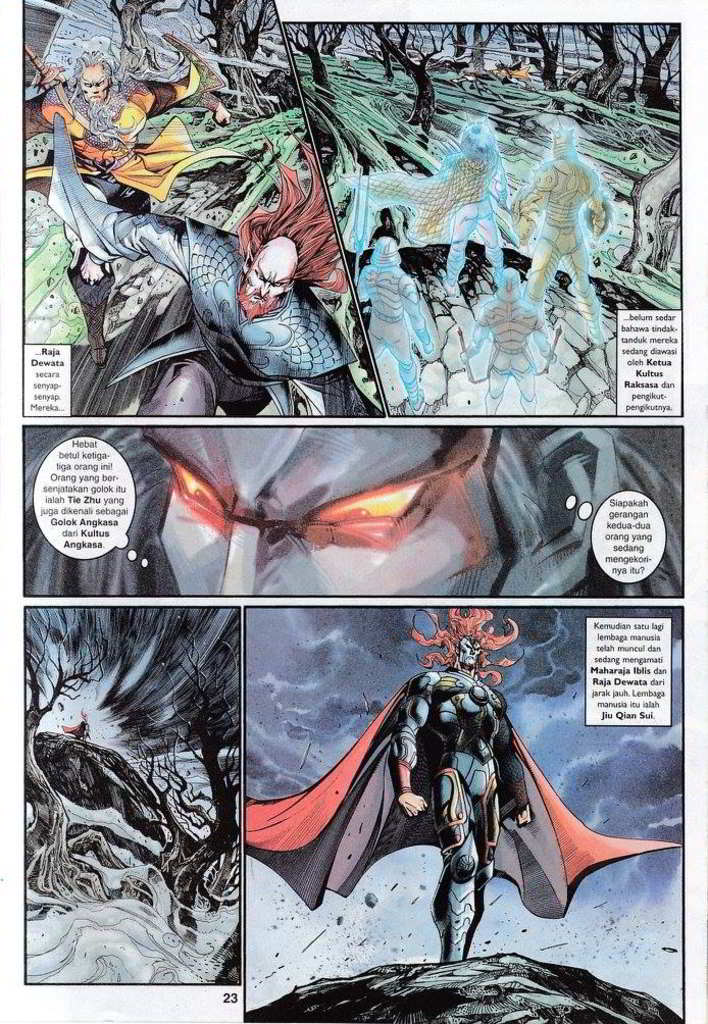 ...Raja
Dewata
secara
senyap-
senyap.
Mereka...
...belum sedar
bahawa tindak-
tanduk mereka
sedang diawasi
oleh Ketua
Kultus
Raksasa dan
pengikut-
pengikutnya.
Hebat
betul ketiga-
tiga orang ini!
Orang yang ber-
senjatakan golok itu
ialah Tie Zhu yang
juga dikenali sebagai
Golok Angkasa
dari Kultus
Angkasa.
Siapakah
gerangan
kedua-dua
orang yang
sedang
mengekori-
nya itu?
Kemudian satu lagi
lembaga manusia
telah muncul dan
sedang mengamati
Maharaja Iblis dan
Raja Dewata dari
jarak jauh. Lembaga
manusia itu ialah
Jiu Qian Sui.
23